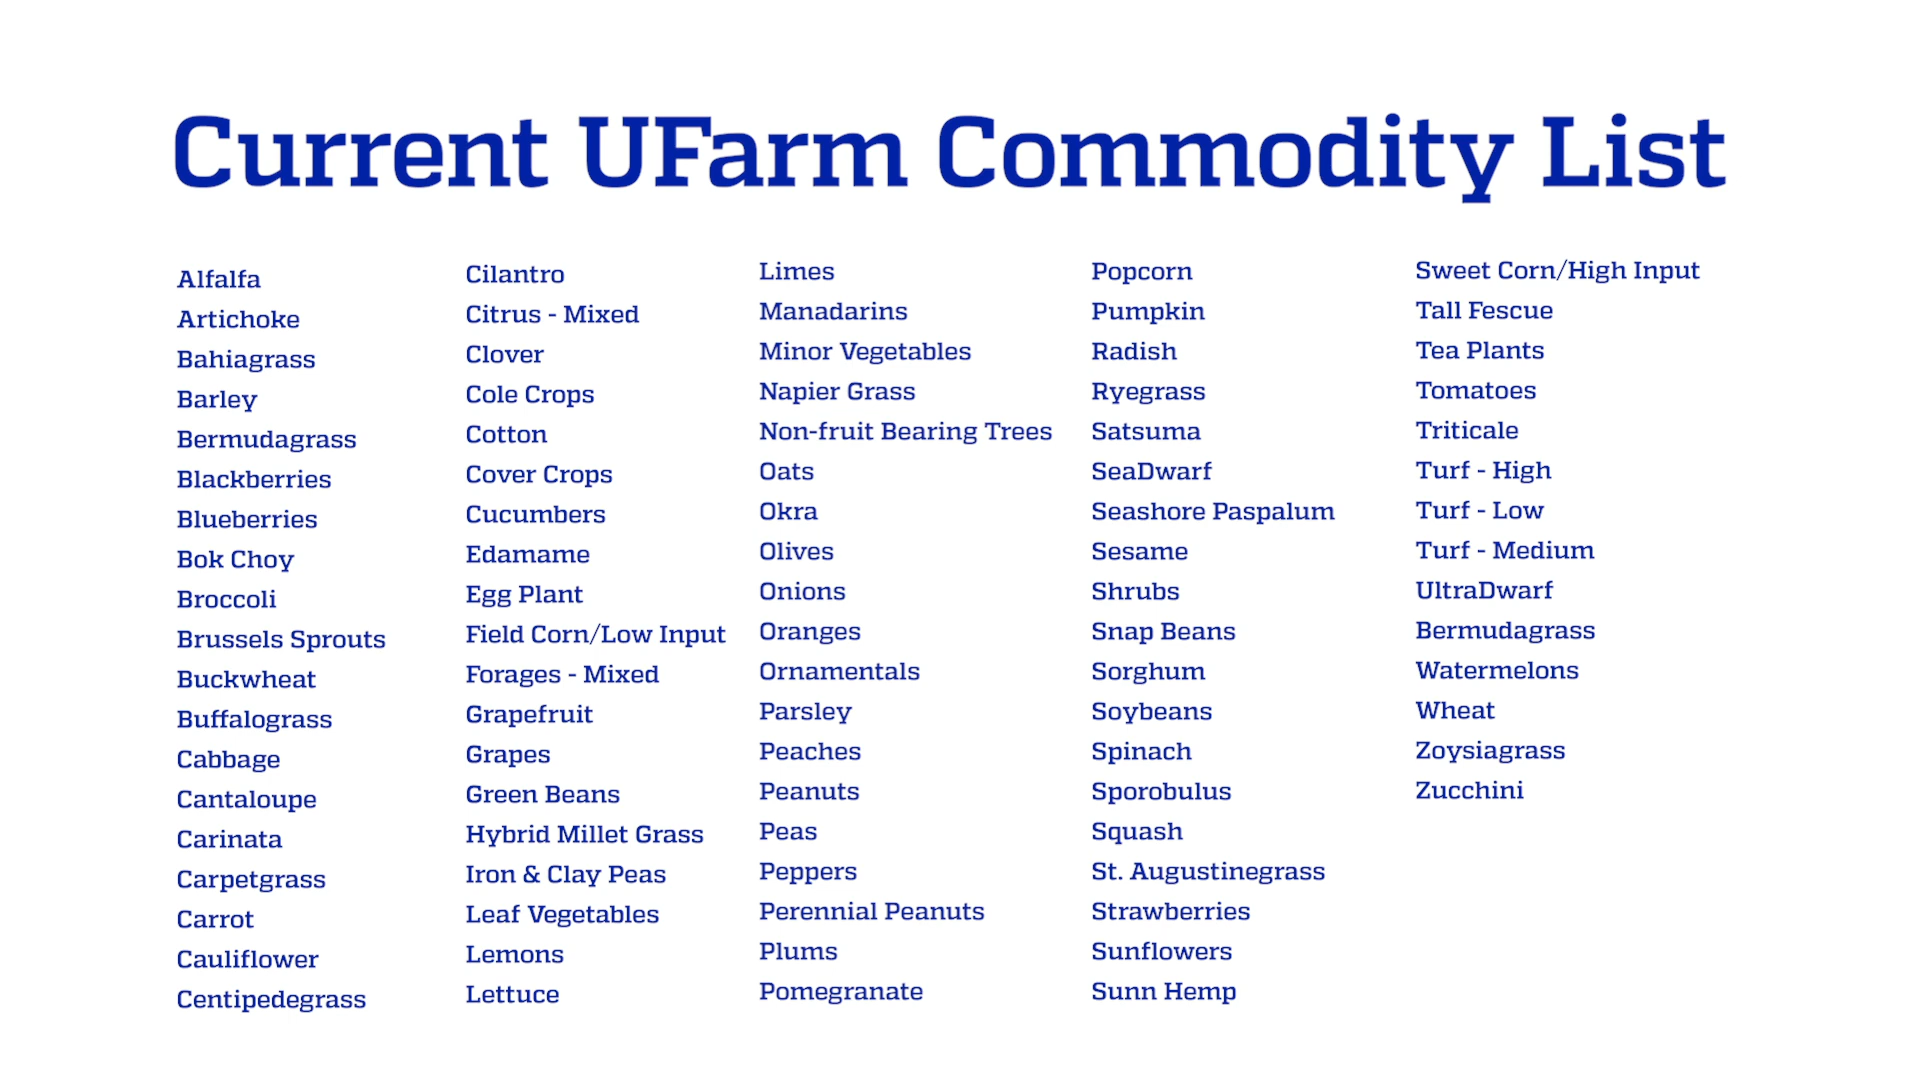 Current UFarm Commodity List
Alfalfa
Artichoke
Bahiagrass
Barley
Bermudagrass
Blackberries
Blueberries
Bok Choy
Broccoli
Brussels Sprouts
Buckwheat
Buffalograss
Cabbage
Cantaloupe
Carinata
Carpetgrass
Carrot
Cauliflower
Centipedegrass
Cilantro
Citrus - Mixed
Clover
Cole Crops
Cotton
Cover Crops
Cucumbers
Edamame
Egg Plant
Field Corn/Low Input
Forages - Mixed
Grapefruit
Grapes
Green Beans
Hybrid Millet Grass
Iron & Clay Peas
Leaf Vegetables
Lemons
Lettuce
Limes
Manadarins
Minor Vegetables
Napier Grass
Non-fruit Bearing Trees
Oats
Okra
Olives
Onions
Oranges
Ornamentals
Parsley
Peaches
Peanuts
Peas
Peppers
Perennial Peanuts
Plums
Pomegranate
Popcorn
Pumpkin
Radish
Ryegrass
Satsuma
SeaDwarf
Seashore Paspalum
Sesame
Shrubs
Snap Beans
Sorghum
Soybeans
Spinach
Sporobulus
Squash
St. Augustinegrass
Strawberries
Sunflowers
Sunn Hemp
Sweet Corn/High Input
Tall Fescue
Tea Plants
Tomatoes
Triticale
Turf - High
Turf - Low
Turf - Medium
UltraDwarf
Bermudagrass
Watermelons
Wheat
Zoysiagrass
Zucchini